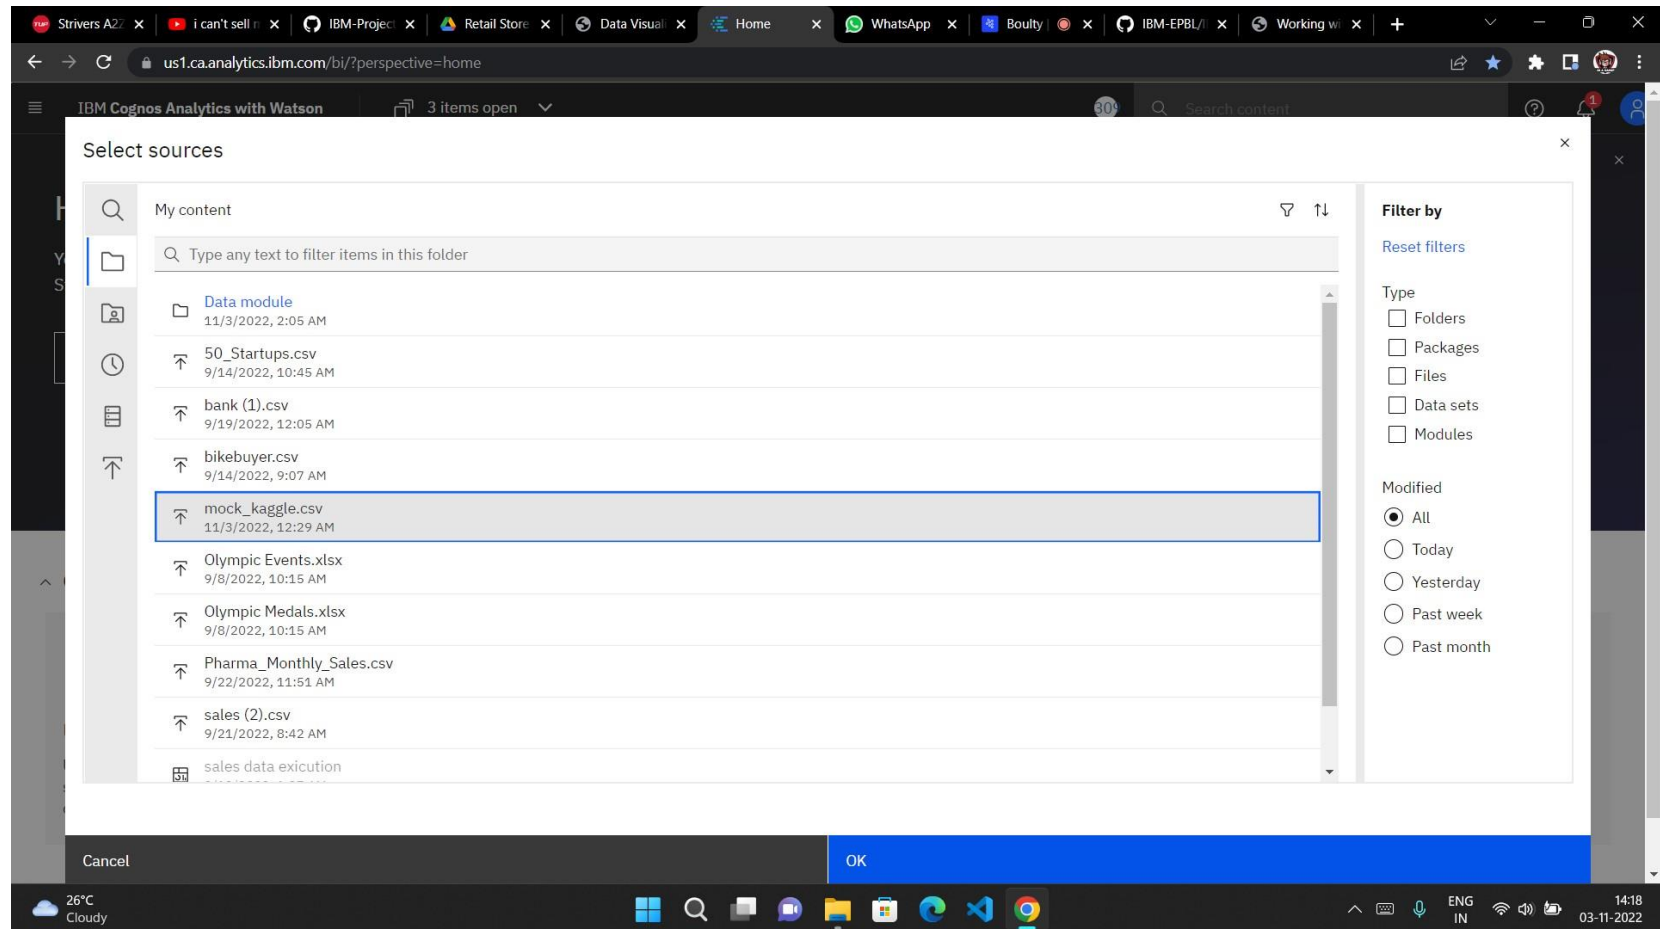 Strivers A2Z
i can't sell m
IBM-Project
Retail Store
Data Visuali
Home
WhatsApp
Boulty
IBM-EPBL/I
Working wi
us1.ca.analytics.ibm.com/bi/?perspective=home
IBM Cognos Analytics with Watson
3 items open
309
Search content
1
Select sources
My content
Type any text to filter items in this folder
Data module
11/3/2022, 2:05 AM
50_Startups.csv
9/14/2022, 10:45 AM
bank (1).csv
9/19/2022, 12:05 AM
bikebuyer.csv
9/14/2022, 9:07 AM
mock_kaggle.csv
11/3/2022, 12:29 AM
Olympic Events.xlsx
9/8/2022, 10:15 AM
Olympic Medals.xlsx
9/8/2022, 10:15 AM
Pharma_Monthly_Sales.csv
9/22/2022, 11:51 AM
sales (2).csv
9/21/2022, 8:42 AM
sales data exicution
Filter by
Reset filters
Type
Folders
Packages
Files
Data sets
Modules
Modified
All
Today
Yesterday
Past week
Past month
Cancel
OK
26°C
Cloudy
ENG
IN
14:18
03-11-2022